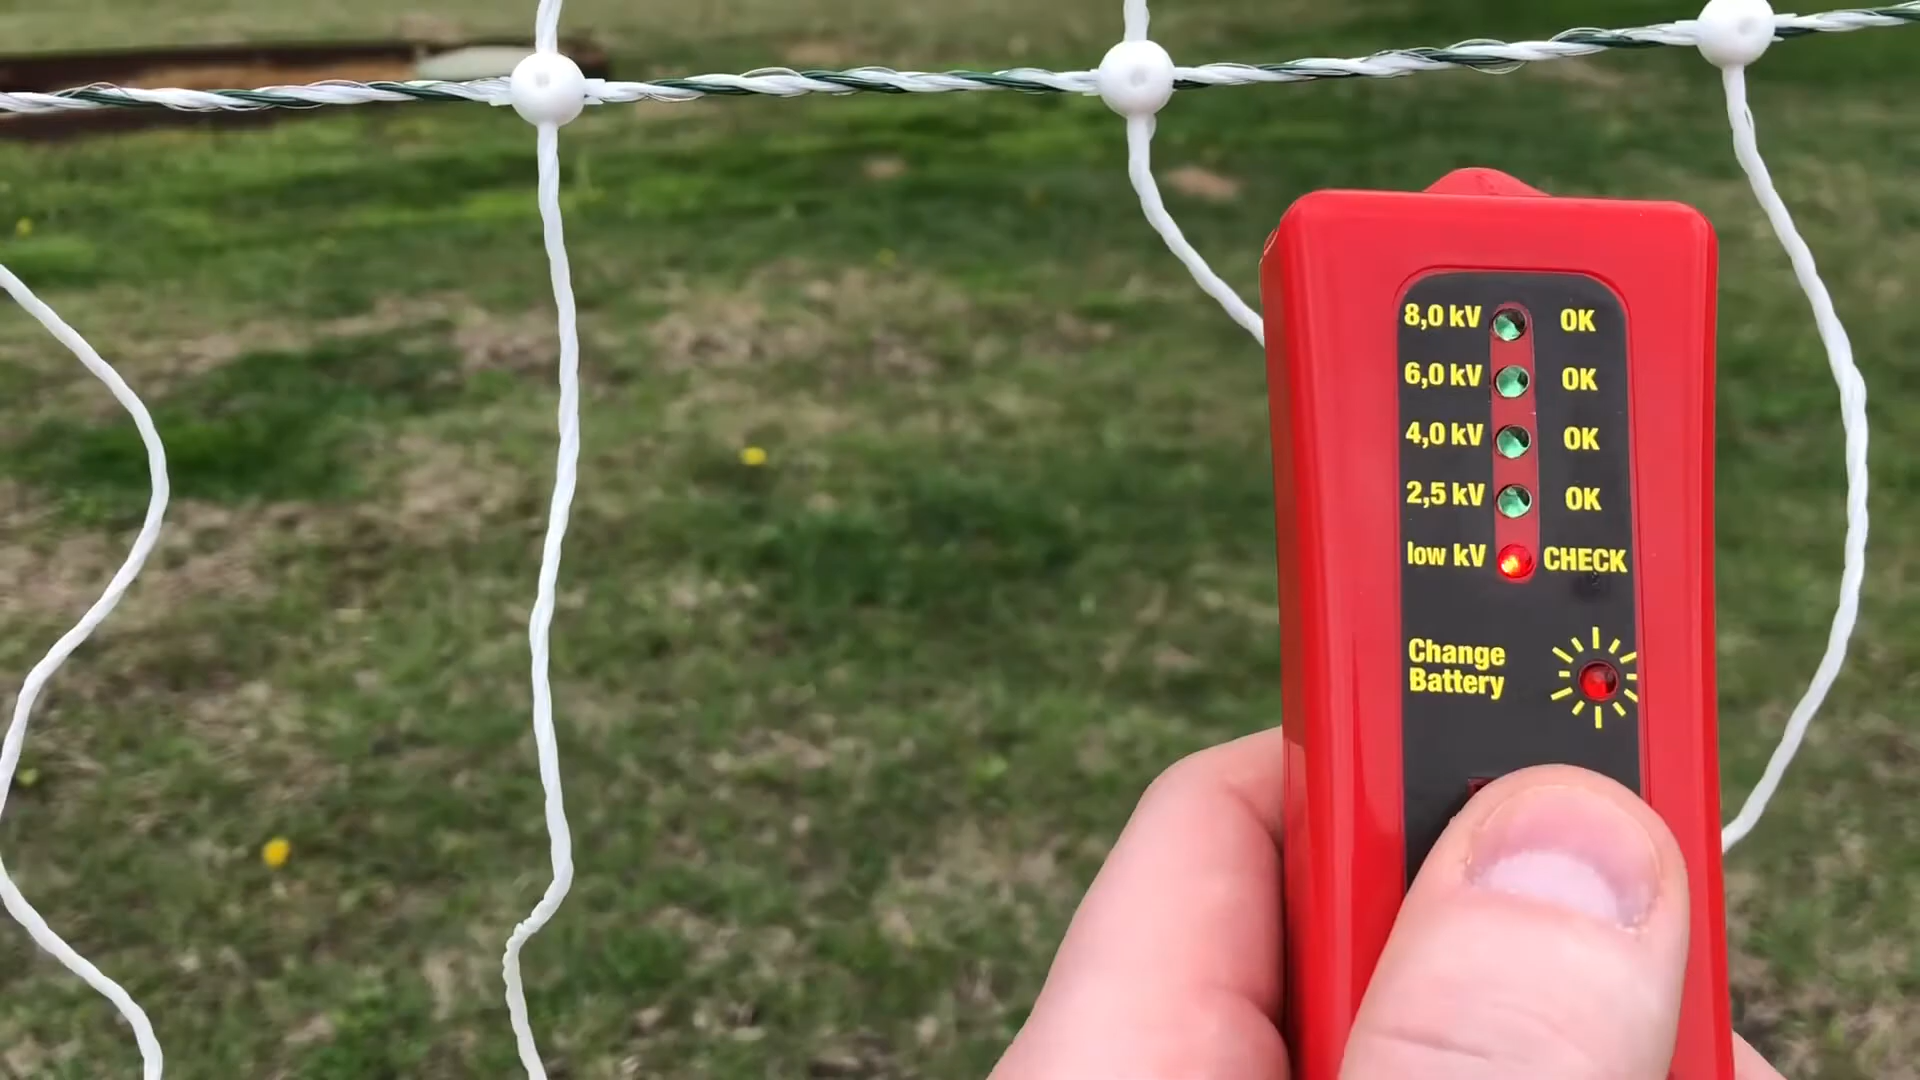 8,0 kV OK
6,0 kV OK
4,0 kV OK
2,5 kV OK
low kV CHECK
Change
Battery